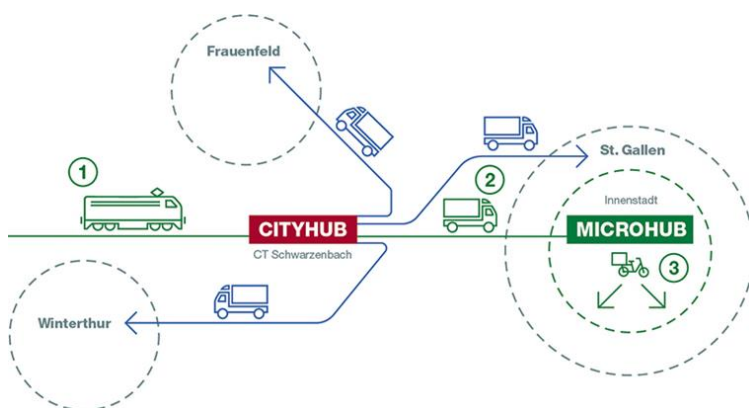 Frauenfeld
1
2
St. Gallen
Innenstadt
CITYHUB
MICROHUB
CT Schwarzenbach
3
Winterthur